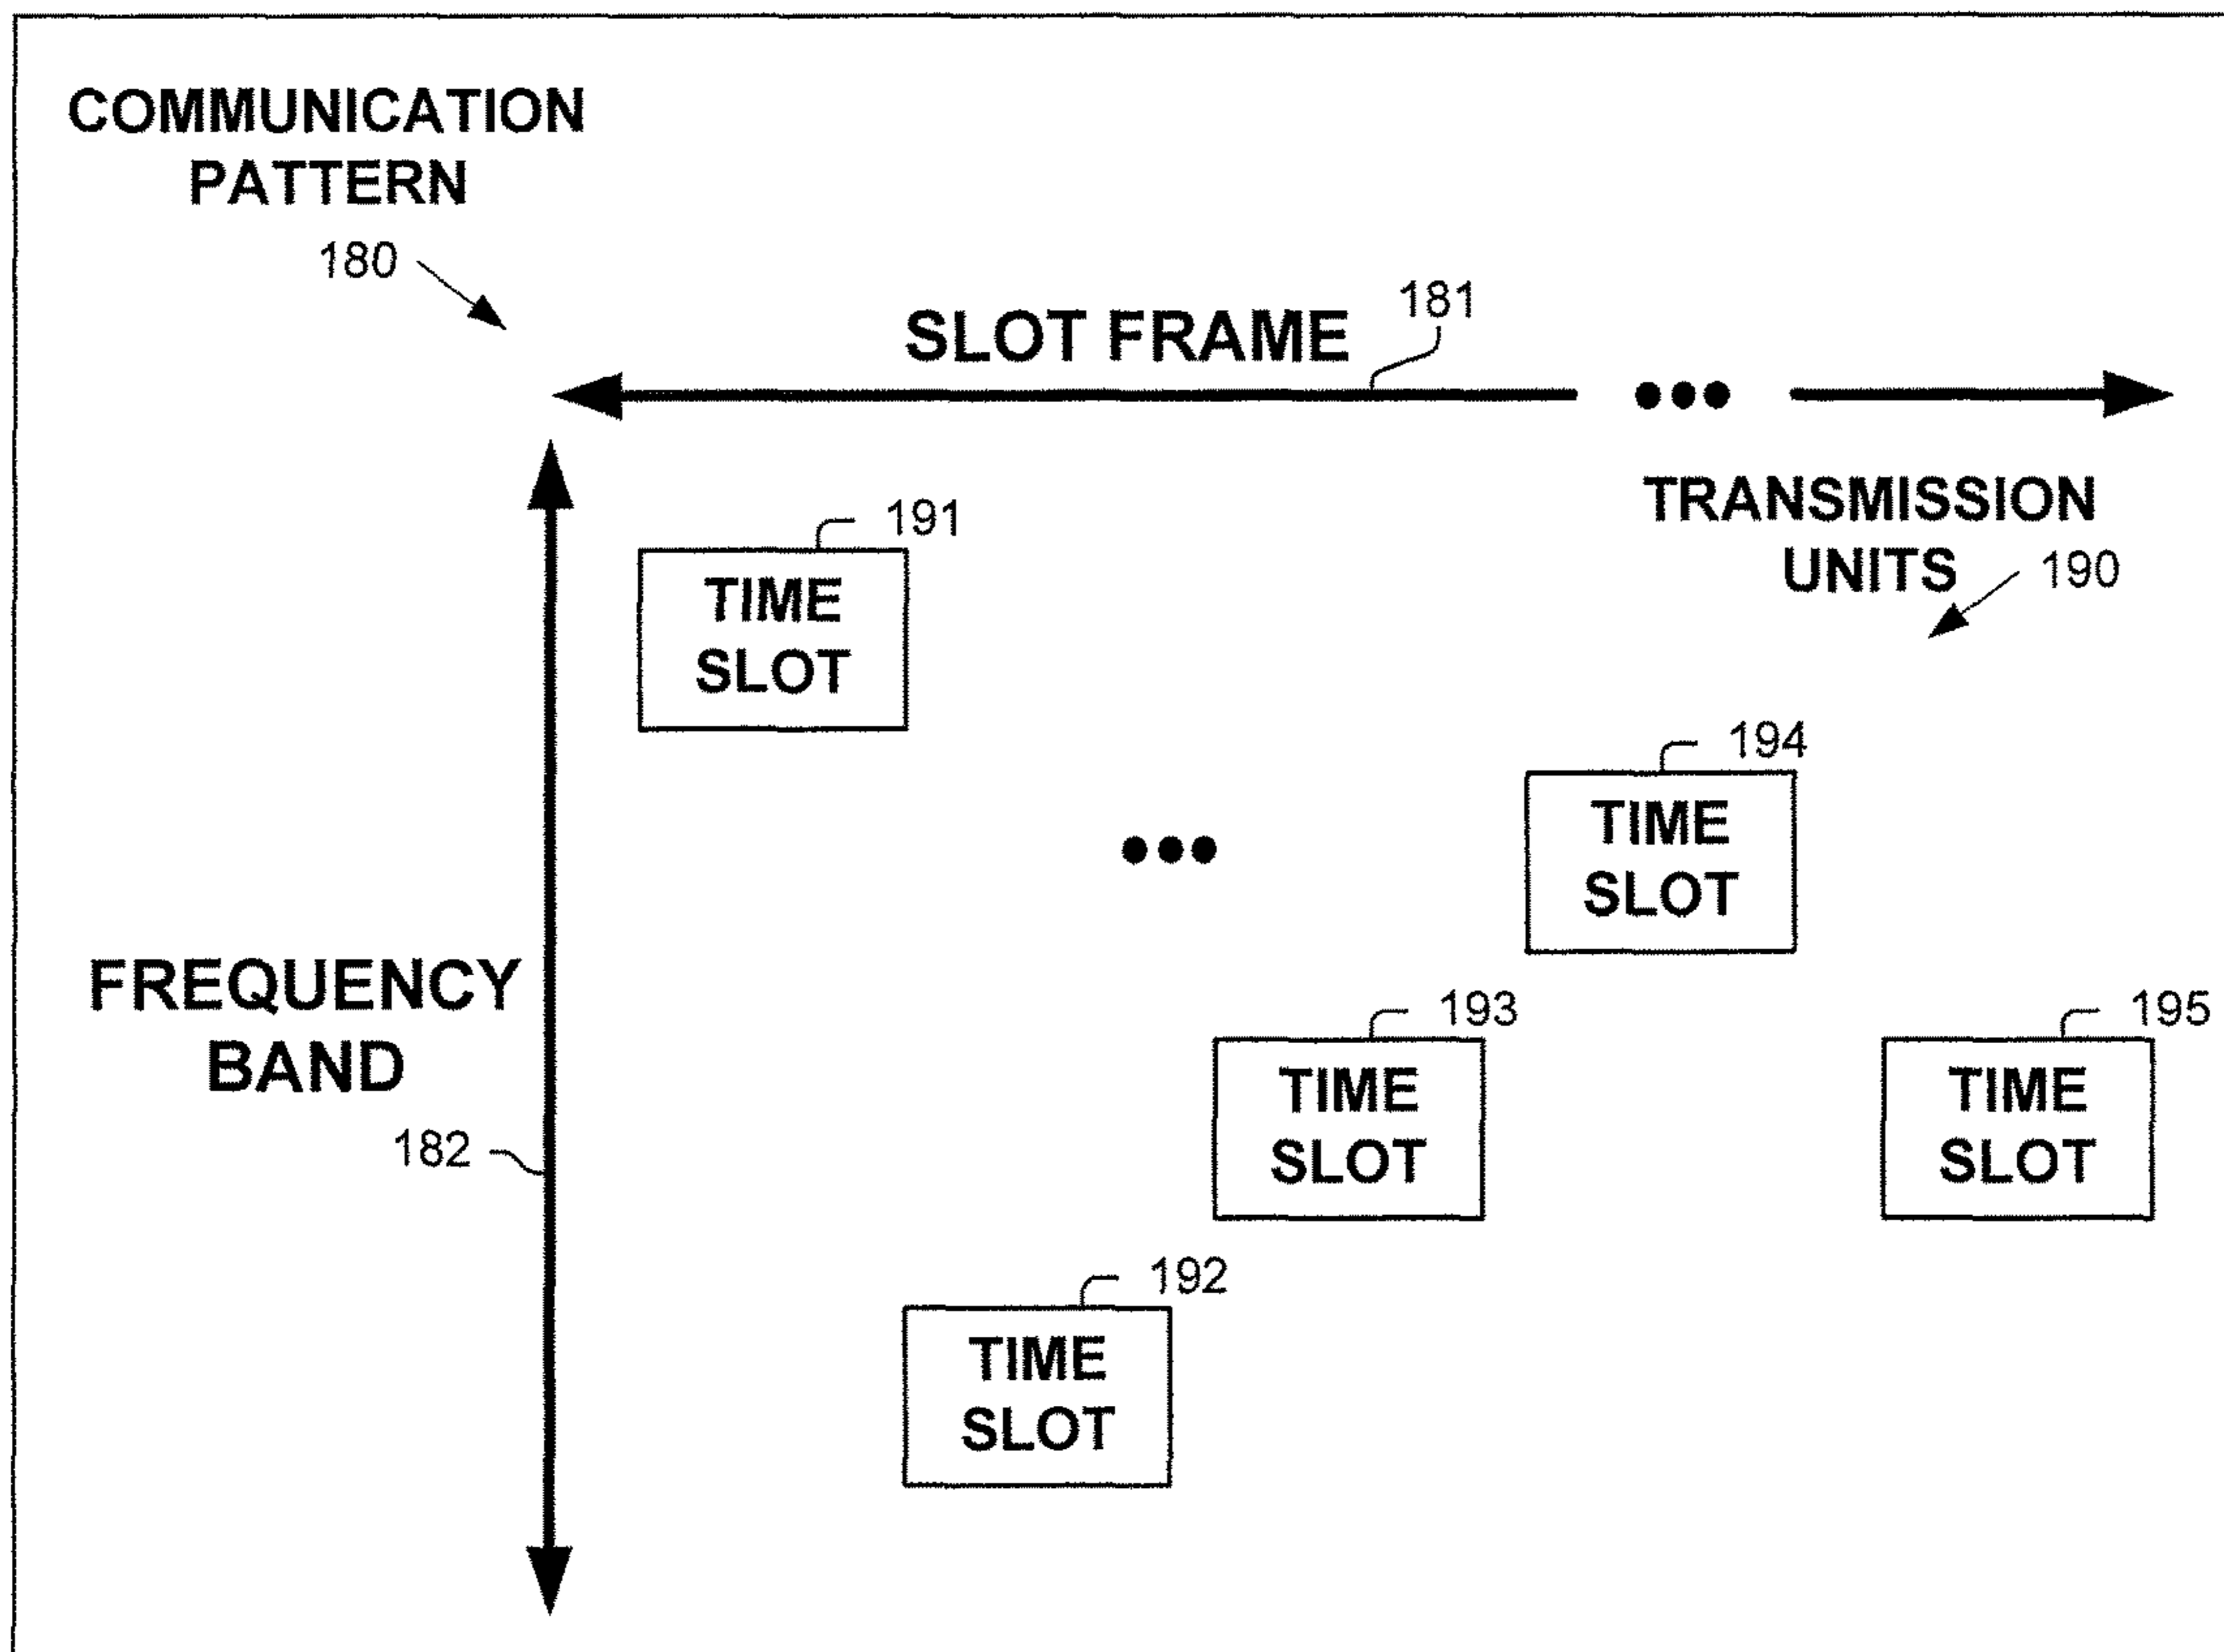 COMMUNICATION
PATTERN
180
SLOT FRAME
181
TRANSMISSION
UNITS
190
191
TIME
SLOT
194
TIME
SLOT
FREQUENCY
BAND
182
193
TIME
SLOT
195
TIME
SLOT
192
TIME
SLOT